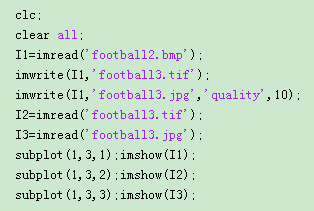 clc;
clear all;
I1=imread('football2.bmp');
imwrite(I1,'football3.tif');
imwrite(I1,'football3.jpg','quality',10);
I2=imread('football3.tif');
I3=imread('football3.jpg');
subplot(1,3,1);imshow(I1);
subplot(1,3,2);imshow(I2);
subplot(1,3,3);imshow(I3);